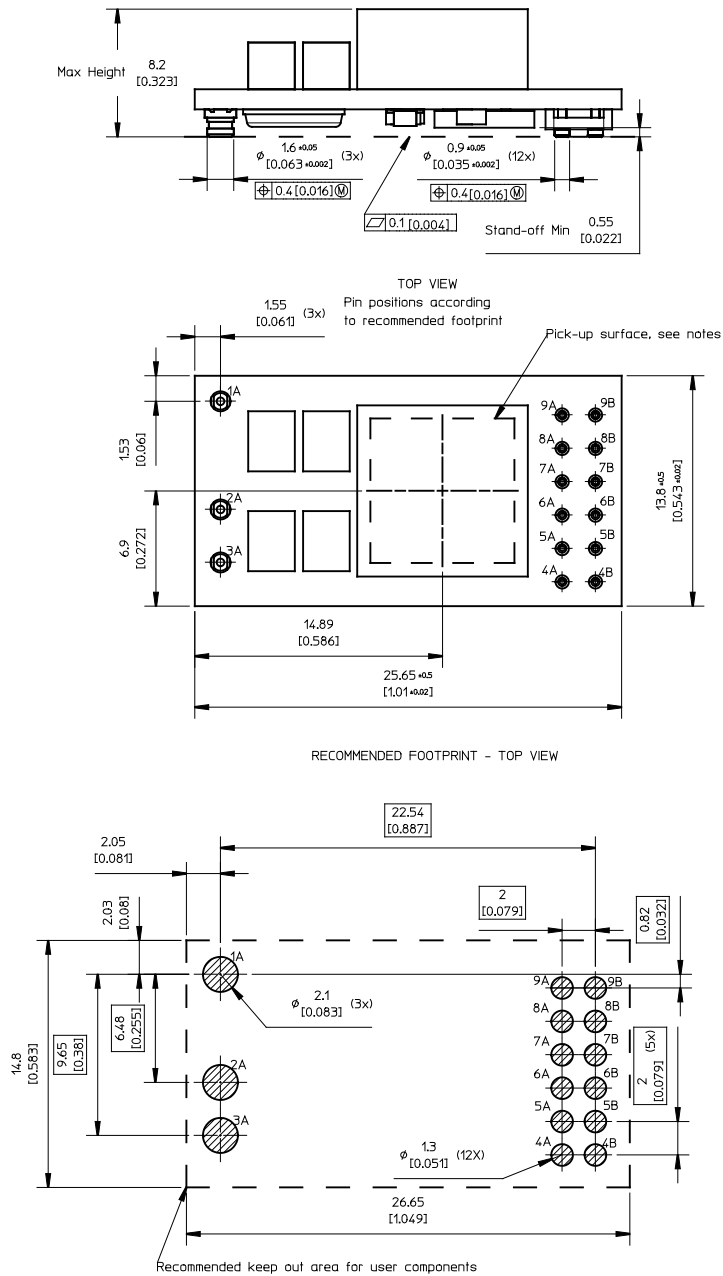 Max Height 8.2
[0.323]
⌀ 1.6 ±0.05 (3x)
[0.063 ±0.002]
⌖ 0.4 [0.016] Ⓜ
⌀ 0.9 ±0.05 (12x)
[0.035 ±0.002]
⌖ 0.4 [0.016] Ⓜ
⏥ 0.1 [0.004]
Stand-off Min 0.55
[0.022]
TOP VIEW
Pin positions according
to recommended footprint
1.55 (3x)
[0.061]
Pick-up surface, see notes
1A
2A
3A
9A 9B
8A 8B
7A 7B
6A 6B
5A 5B
4A 4B
1.53
[0.06]
6.9
[0.272]
13.8 ±0.5
[0.543 ±0.02]
14.89
[0.586]
25.65 ±0.5
[1.01 ±0.02]
RECOMMENDED FOOTPRINT - TOP VIEW
22.54
[0.887]
2.05
[0.081]
2.03
[0.08]
2
[0.079]
0.82
[0.032]
1A
2A
3A
⌀ 2.1 (3x)
[0.083]
9A 9B
8A 8B
7A 7B
6A 6B
5A 5B
4A 4B
14.8
[0.583]
9.65
[0.38]
6.48
[0.255]
2 (5x)
[0.079]
⌀ 1.3 (12X)
[0.051]
26.65
[1.049]
Recommended keep out area for user components